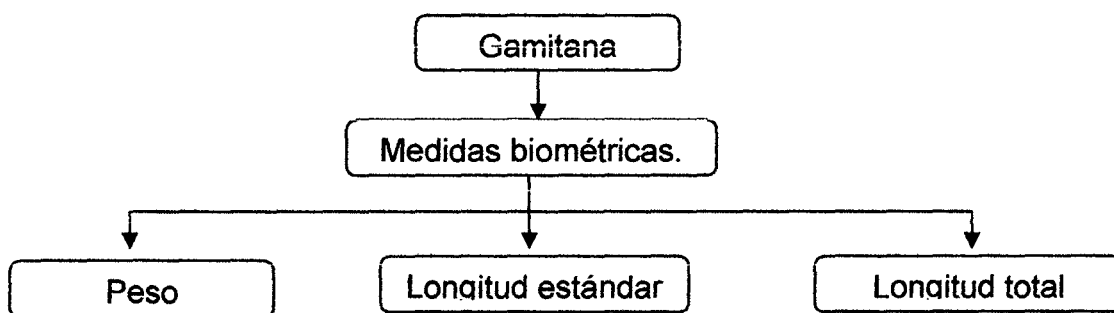 Gamitana
Medidas biométricas.
Peso
Longitud estándar
Longitud total